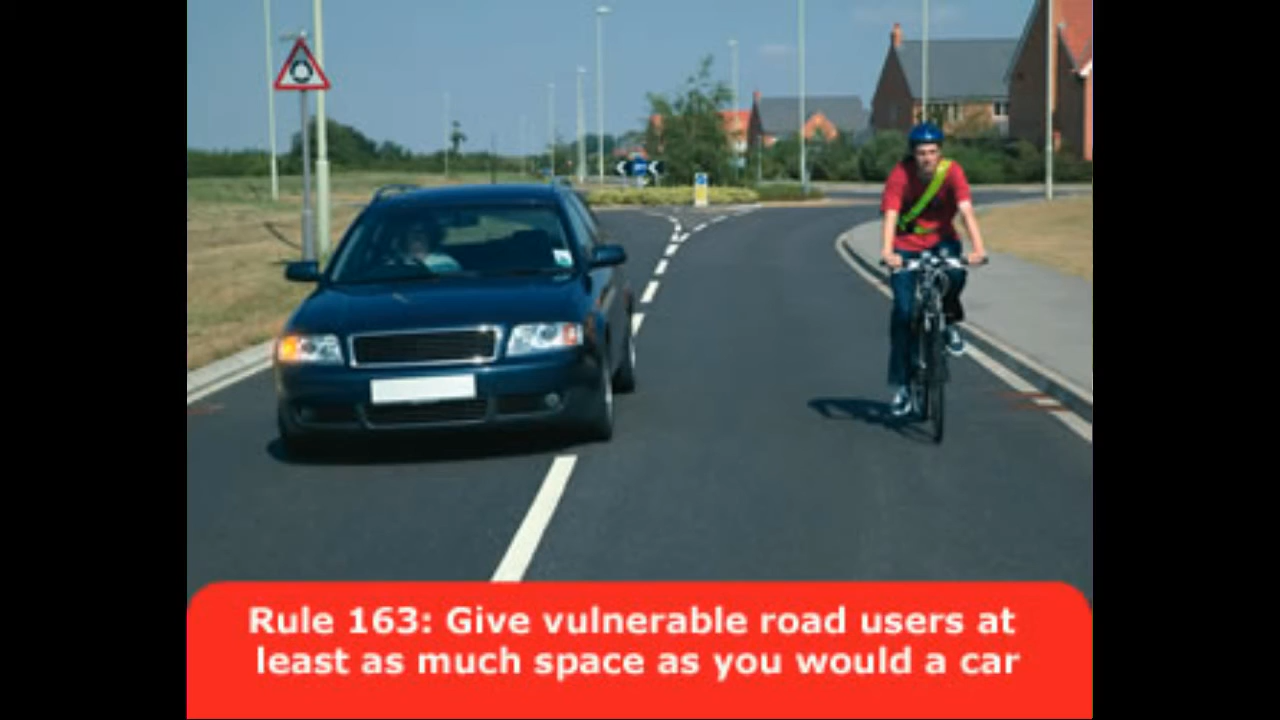 Rule 163: Give vulnerable road users at
least as much space as you would a car